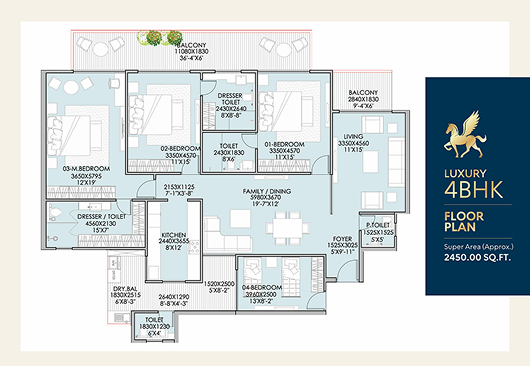 BALCONY
11080X1830
36'-4"X6'
DRESSER
TOILET
2430X2640
8'X8'-8"
BALCONY
2840X1830
9'-4"X6'
02-BEDROOM
3350X4570
11'X15'
TOILET
2430X1830
8'X6'
01-BEDROOM
3350X4570
11'X15'
LIVING
3350X4560
11'X15'
03-M.BEDROOM
3650X5795
12'X19'
2153X1125
7'-1"X3'-8"
FAMILY / DINING
5980X3670
19'-7"X12'
DRESSER / TOILET
4560X2130
15'X7'
KITCHEN
2440X3655
8'X12'
FOYER
1525X3025
5'X9'-11"
P.TOILET
1525X1525
5'X5'
DRY.BAL
1830X2515
6'X8'-3"
2640X1290
8'-8"X4'-3"
1520X2500
5'X8'-2"
04-BEDROOM
3960X2500
13'X8'-2"
TOILET
1830X1230
6'X4'
LUXURY
4BHK
FLOOR
PLAN
Super Area (Approx.)
2450.00 SQ.FT.